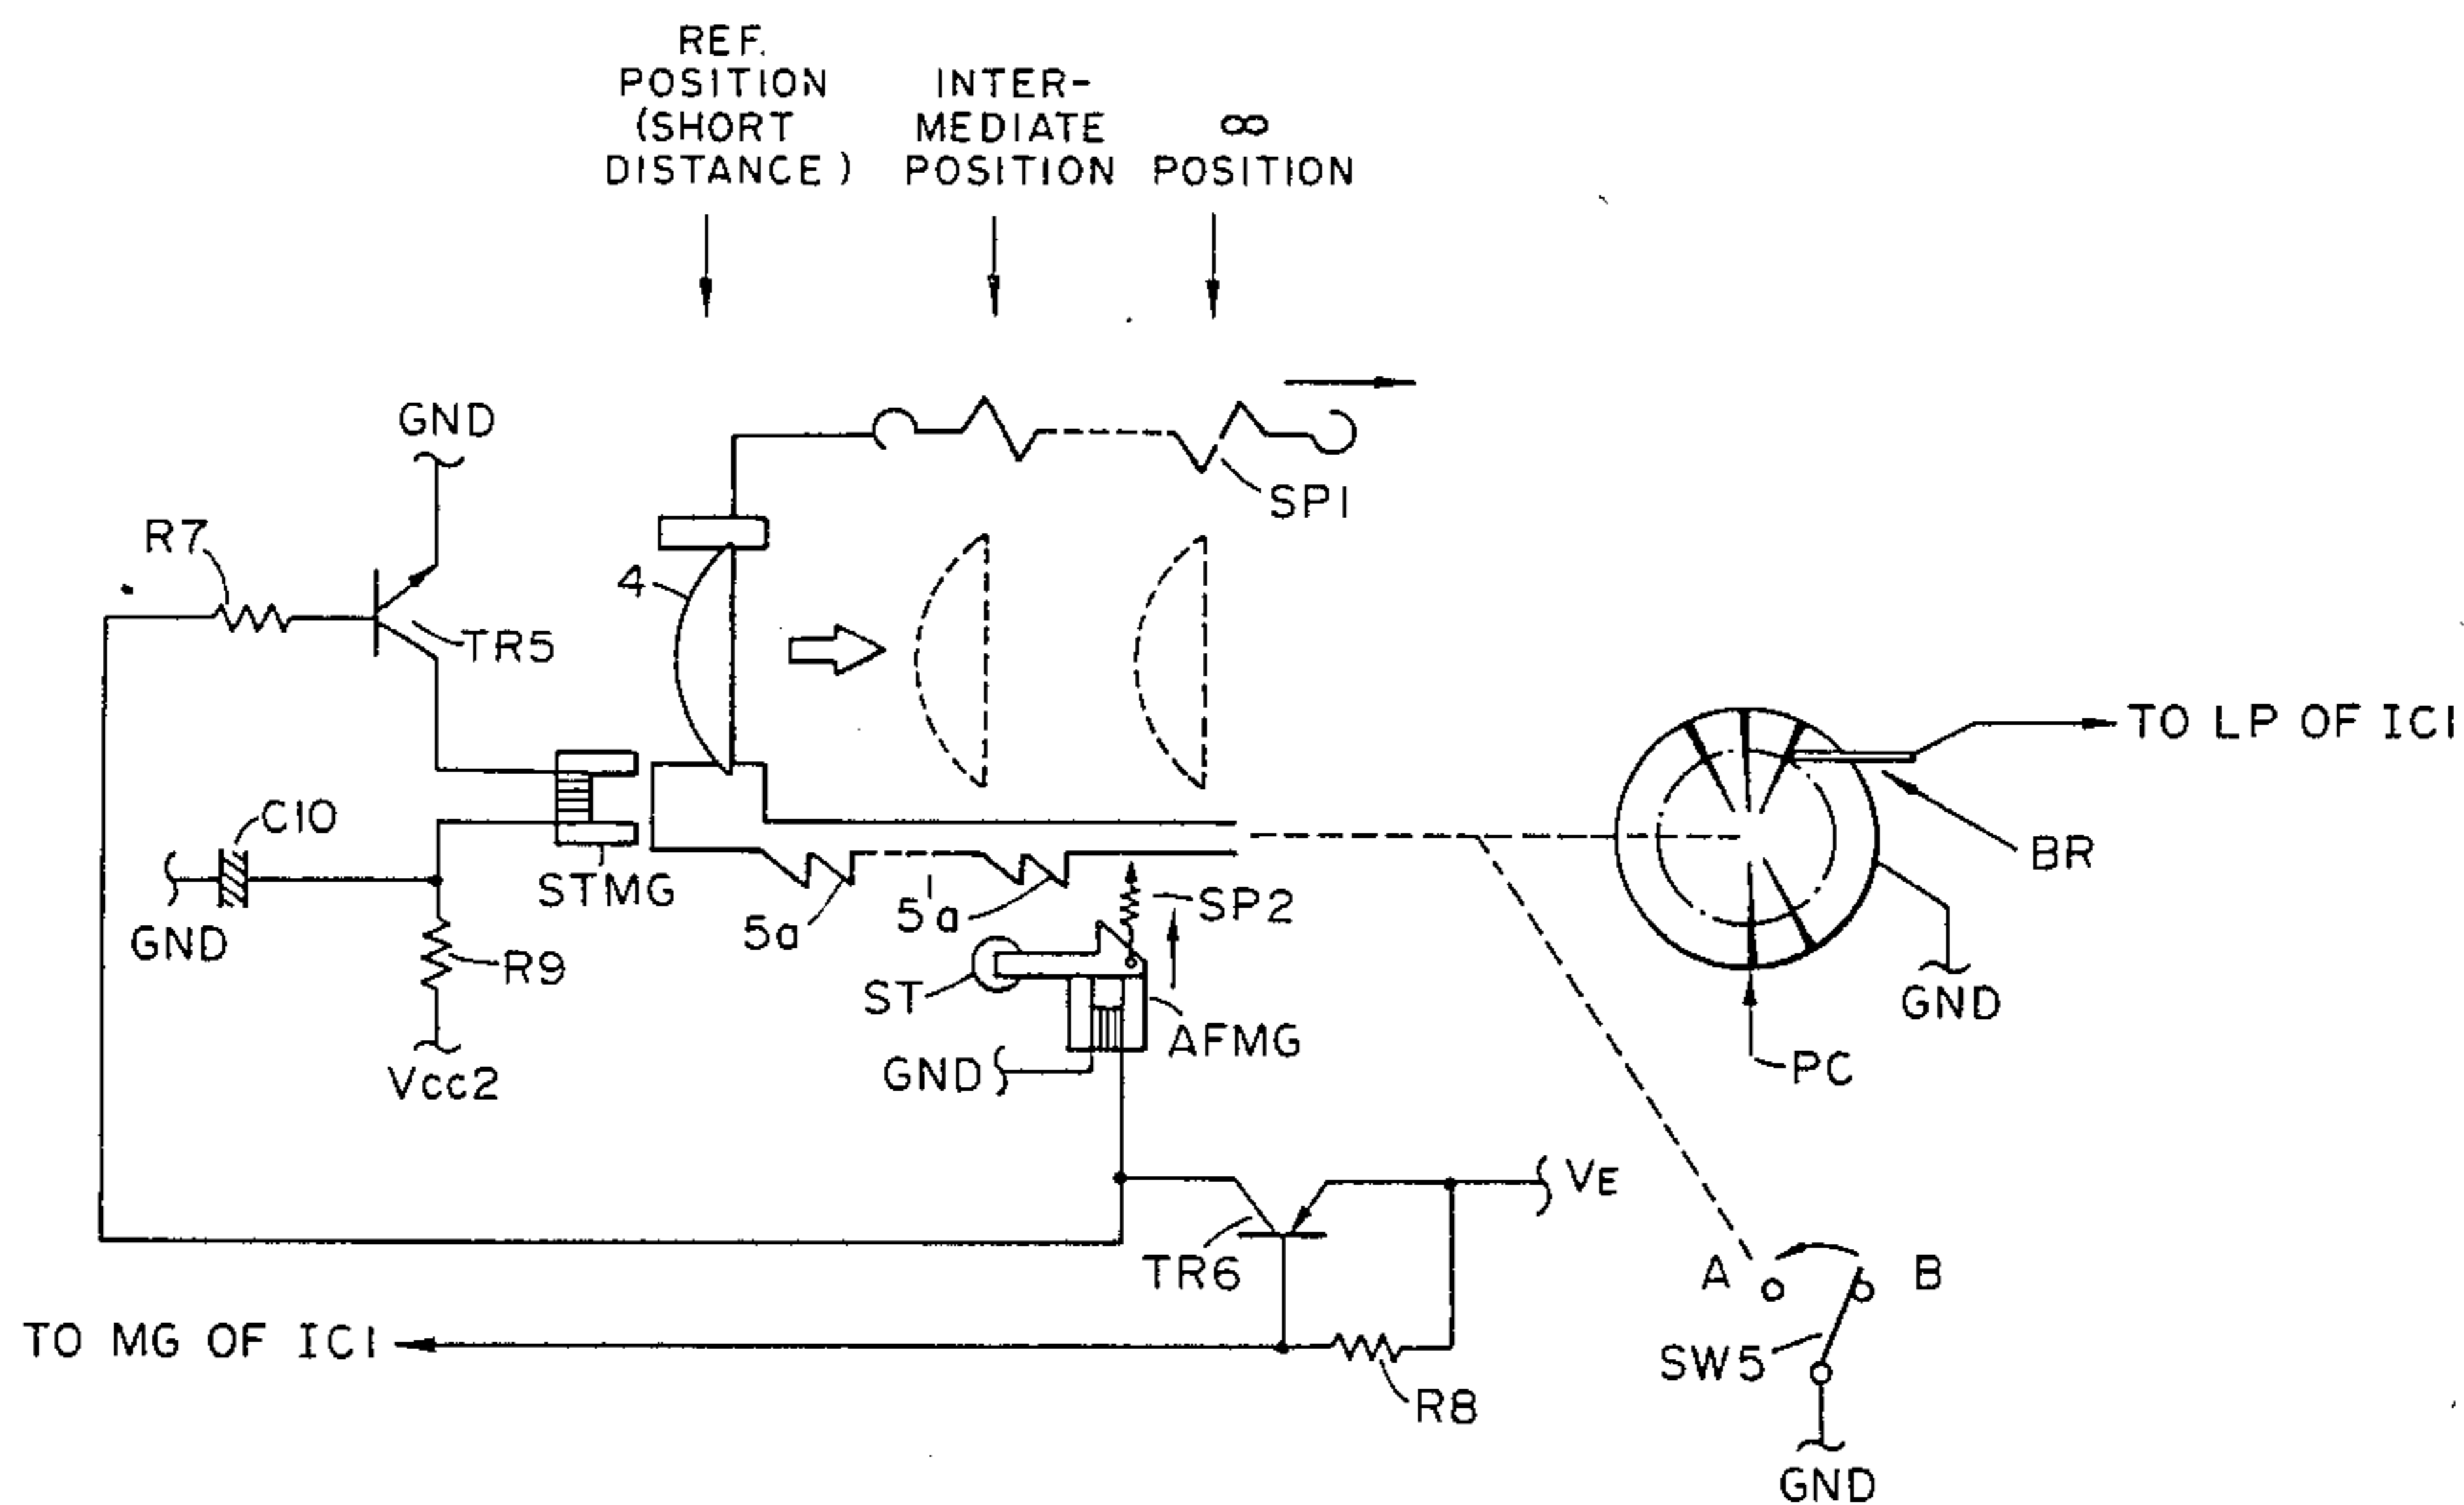 REF.
POSITION
(SHORT
DISTANCE)
INTER-
MEDIATE
POSITION
∞
POSITION
GND
SP1
R7
4
TR5
TO LP OF IC1
C10
BR
STMG
5a
5'a
SP2
GND
R9
ST
GND
AFMG
GND
PC
Vcc2
VE
TR6
A
B
TO MG OF IC1
SW5
R8
GND